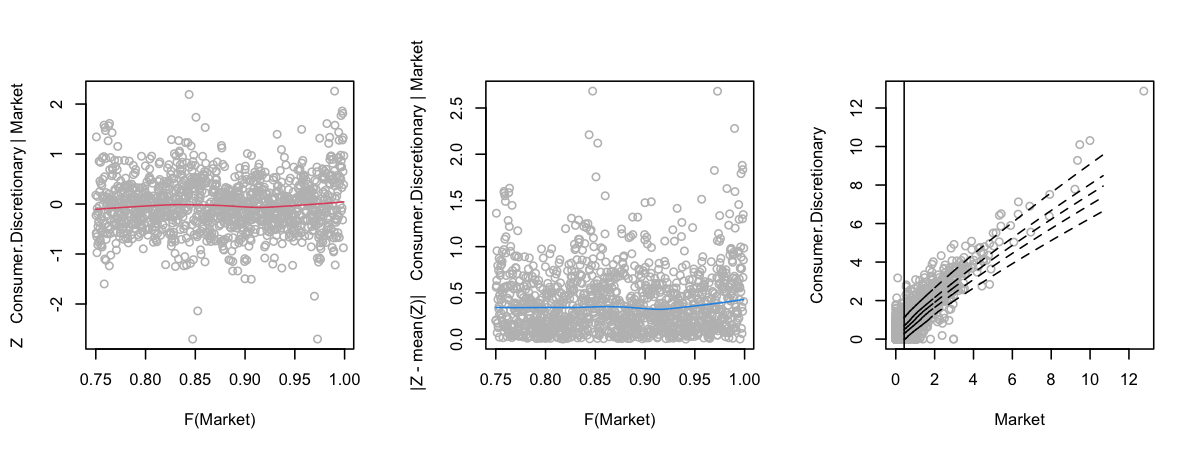 Z   Consumer.Discretionary | Market
2
1
0
-1
-2
0.75 0.80 0.85 0.90 0.95 1.00
F(Market)
|Z - mean(Z)|   Consumer.Discretionary | Market
2.5
2.0
1.5
1.0
0.5
0.0
0.75 0.80 0.85 0.90 0.95 1.00
F(Market)
Consumer.Discretionary
12
10
8
6
4
2
0
0 2 4 6 8 10 12
Market